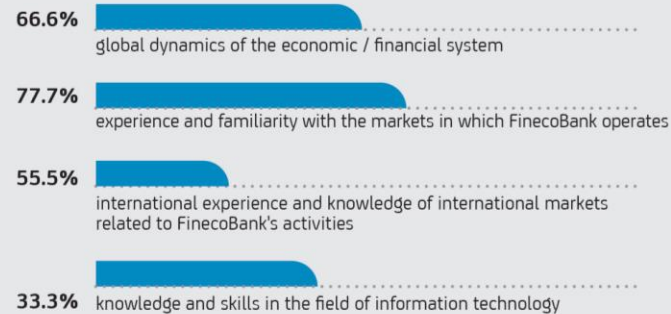 66.6%
global dynamics of the economic / financial system
77.7%
experience and familiarity with the markets in which FinecoBank operates
55.5%
international experience and knowledge of international markets
related to FinecoBank's activities
33.3% knowledge and skills in the field of information technology